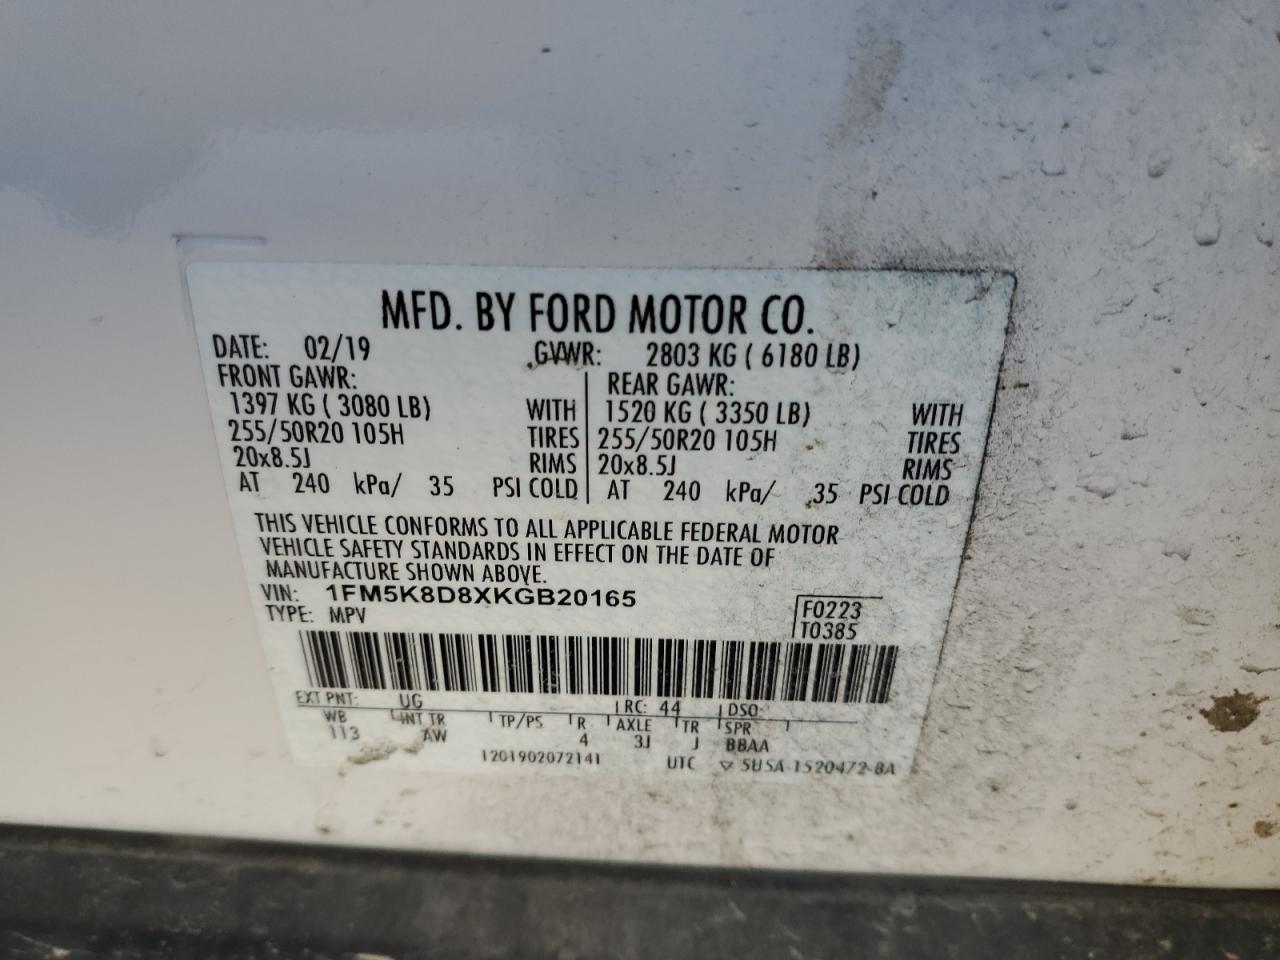 MFD. BY FORD MOTOR CO.
DATE: 02/19 GVWR: 2803 KG ( 6180 LB)
FRONT GAWR: REAR GAWR:
1397 KG ( 3080 LB) WITH 1520 KG ( 3350 LB) WITH
255/50R20 105H TIRES 255/50R20 105H TIRES
20x8.5J RIMS 20x8.5J RIMS
AT 240 kPa/ 35 PSI COLD AT 240 kPa/ 35 PSI COLD
THIS VEHICLE CONFORMS TO ALL APPLICABLE FEDERAL MOTOR
VEHICLE SAFETY STANDARDS IN EFFECT ON THE DATE OF
MANUFACTURE SHOWN ABOVE.
VIN: 1FM5K8D8XKGB20165 F0223
TYPE: MPV T0385
EXT PNT: UG RC: 44 DSO:
WB INT TR TP/PS R AXLE TR SPR
113 AW 4 3J J BBAA
1201902072141 UTC 5U5A-1520472-8A